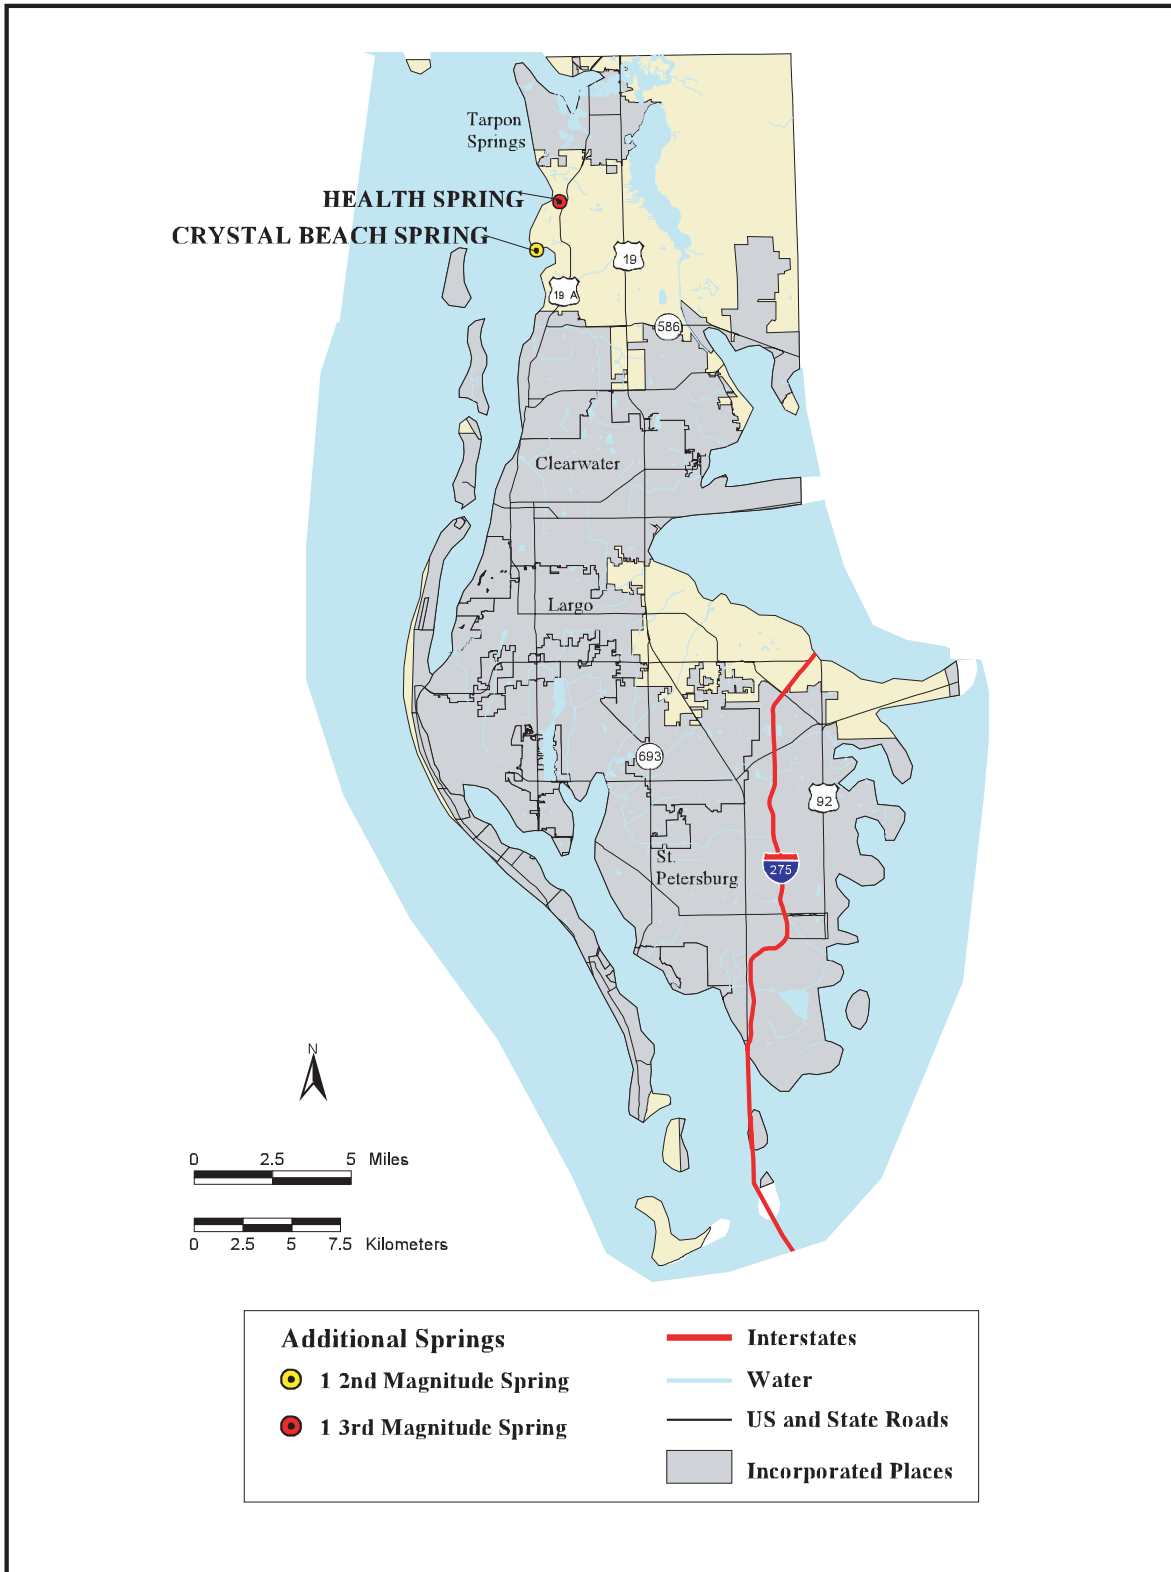 Tarpon
Springs
HEALTH SPRING
CRYSTAL BEACH SPRING
19
19 A
586
Clearwater
Largo
693
92
St.
Petersburg
275
N
0 2.5 5 Miles
0 2.5 5 7.5 Kilometers
Additional Springs
1 2nd Magnitude Spring
1 3rd Magnitude Spring
Interstates
Water
US and State Roads
Incorporated Places